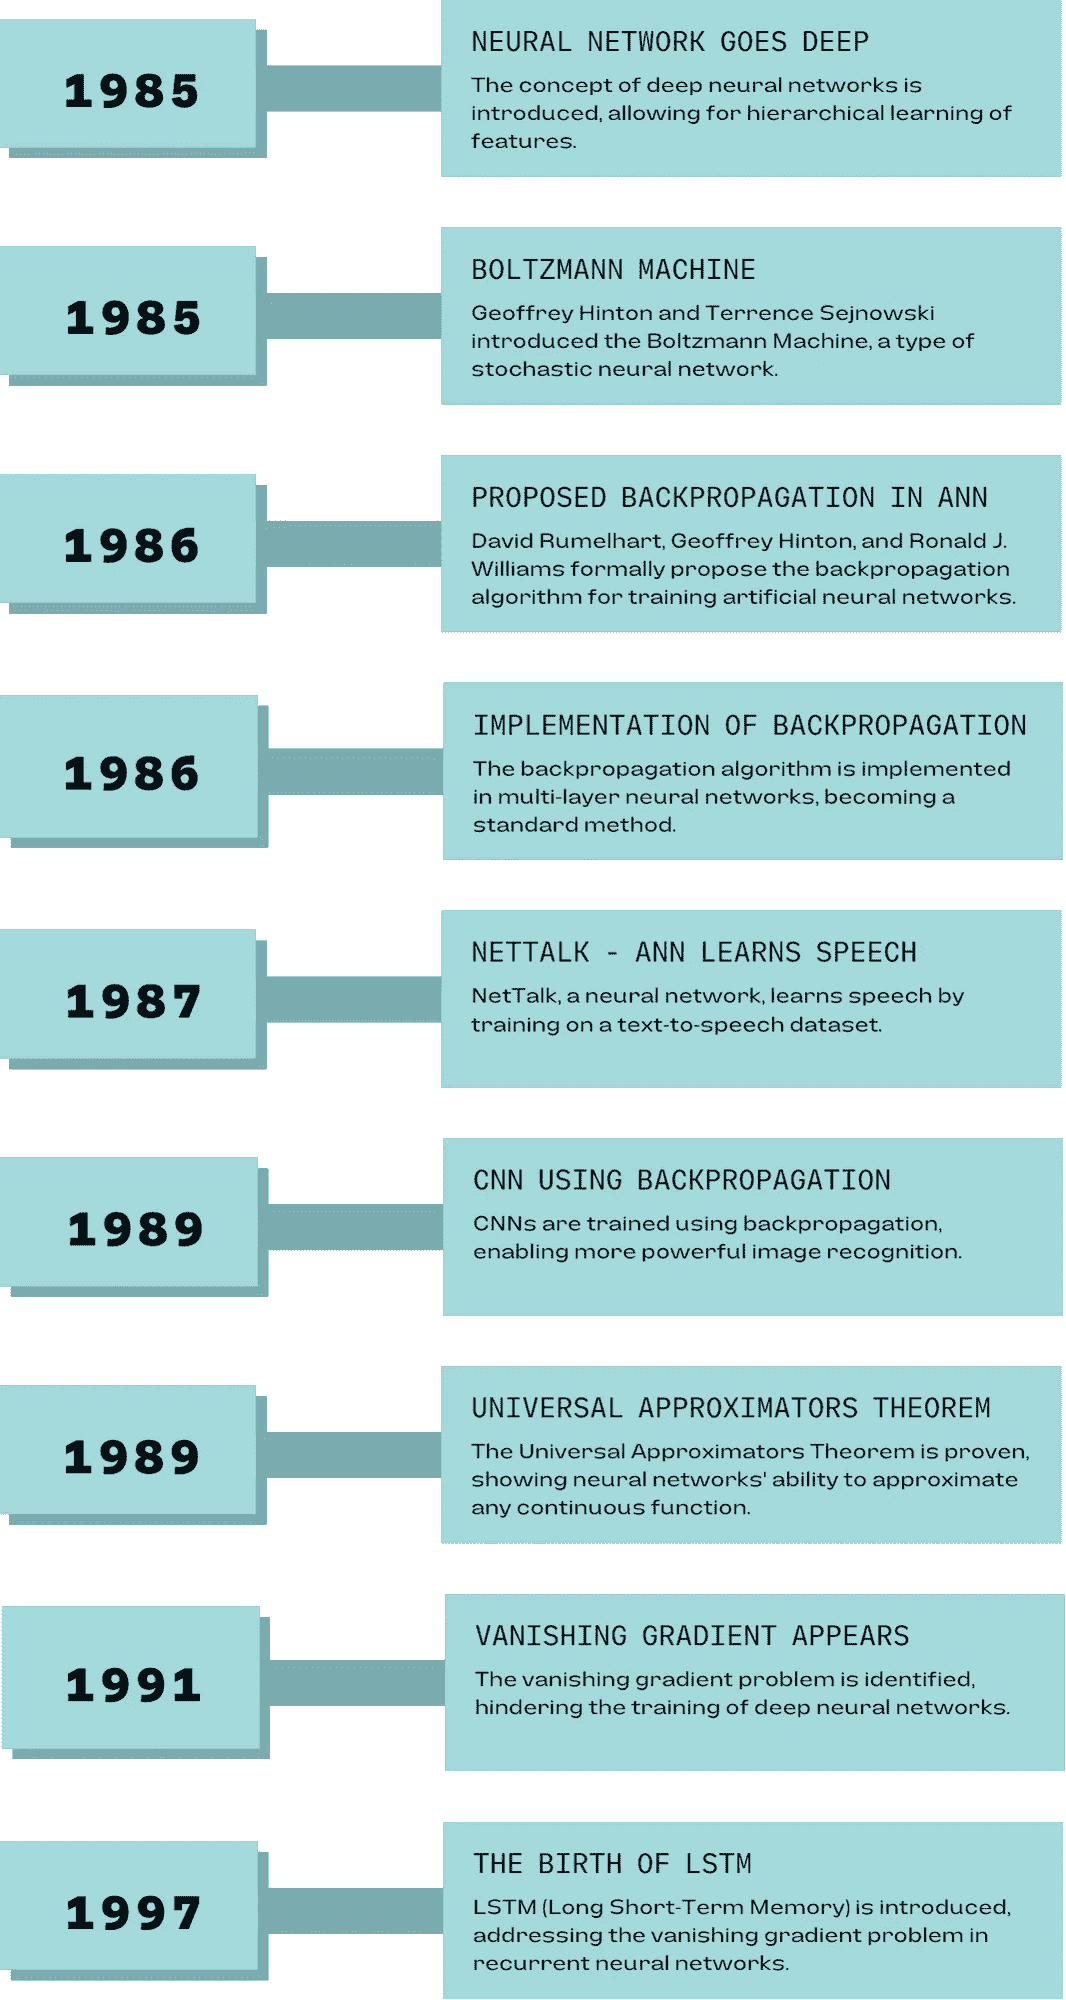 1985
NEURAL NETWORK GOES DEEP
The concept of deep neural networks is
introduced, allowing for hierarchical learning of
features.
1985
BOLTZMANN MACHINE
Geoffrey Hinton and Terrence Sejnowski
introduced the Boltzmann Machine, a type of
stochastic neural network.
1986
PROPOSED BACKPROPAGATION IN ANN
David Rumelhart, Geoffrey Hinton, and Ronald J.
Williams formally propose the backpropagation
algorithm for training artificial neural networks.
1986
IMPLEMENTATION OF BACKPROPAGATION
The backpropagation algorithm is implemented
in multi-layer neural networks, becoming a
standard method.
1987
NETTALK - ANN LEARNS SPEECH
NetTalk, a neural network, learns speech by
training on a text-to-speech dataset.
1989
CNN USING BACKPROPAGATION
CNNs are trained using backpropagation,
enabling more powerful image recognition.
1989
UNIVERSAL APPROXIMATORS THEOREM
The Universal Approximators Theorem is proven,
showing neural networks' ability to approximate
any continuous function.
1991
VANISHING GRADIENT APPEARS
The vanishing gradient problem is identified,
hindering the training of deep neural networks.
1997
THE BIRTH OF LSTM
LSTM (Long Short-Term Memory) is introduced,
addressing the vanishing gradient problem in
recurrent neural networks.